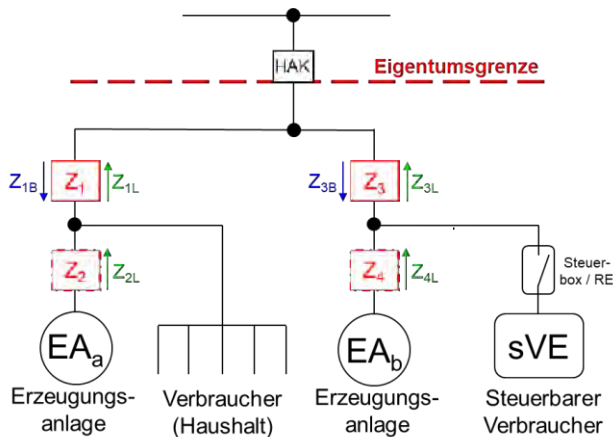 HAK
Eigentumsgrenze
Z1B
Z1
Z1L
Z3B
Z3
Z3L
Z2
Z2L
Z4
Z4L
Steuer-
box / RE
EAa
EAb
sVE
Erzeugungs-
anlage
Verbraucher
(Haushalt)
Erzeugungs-
anlage
Steuerbarer
Verbraucher